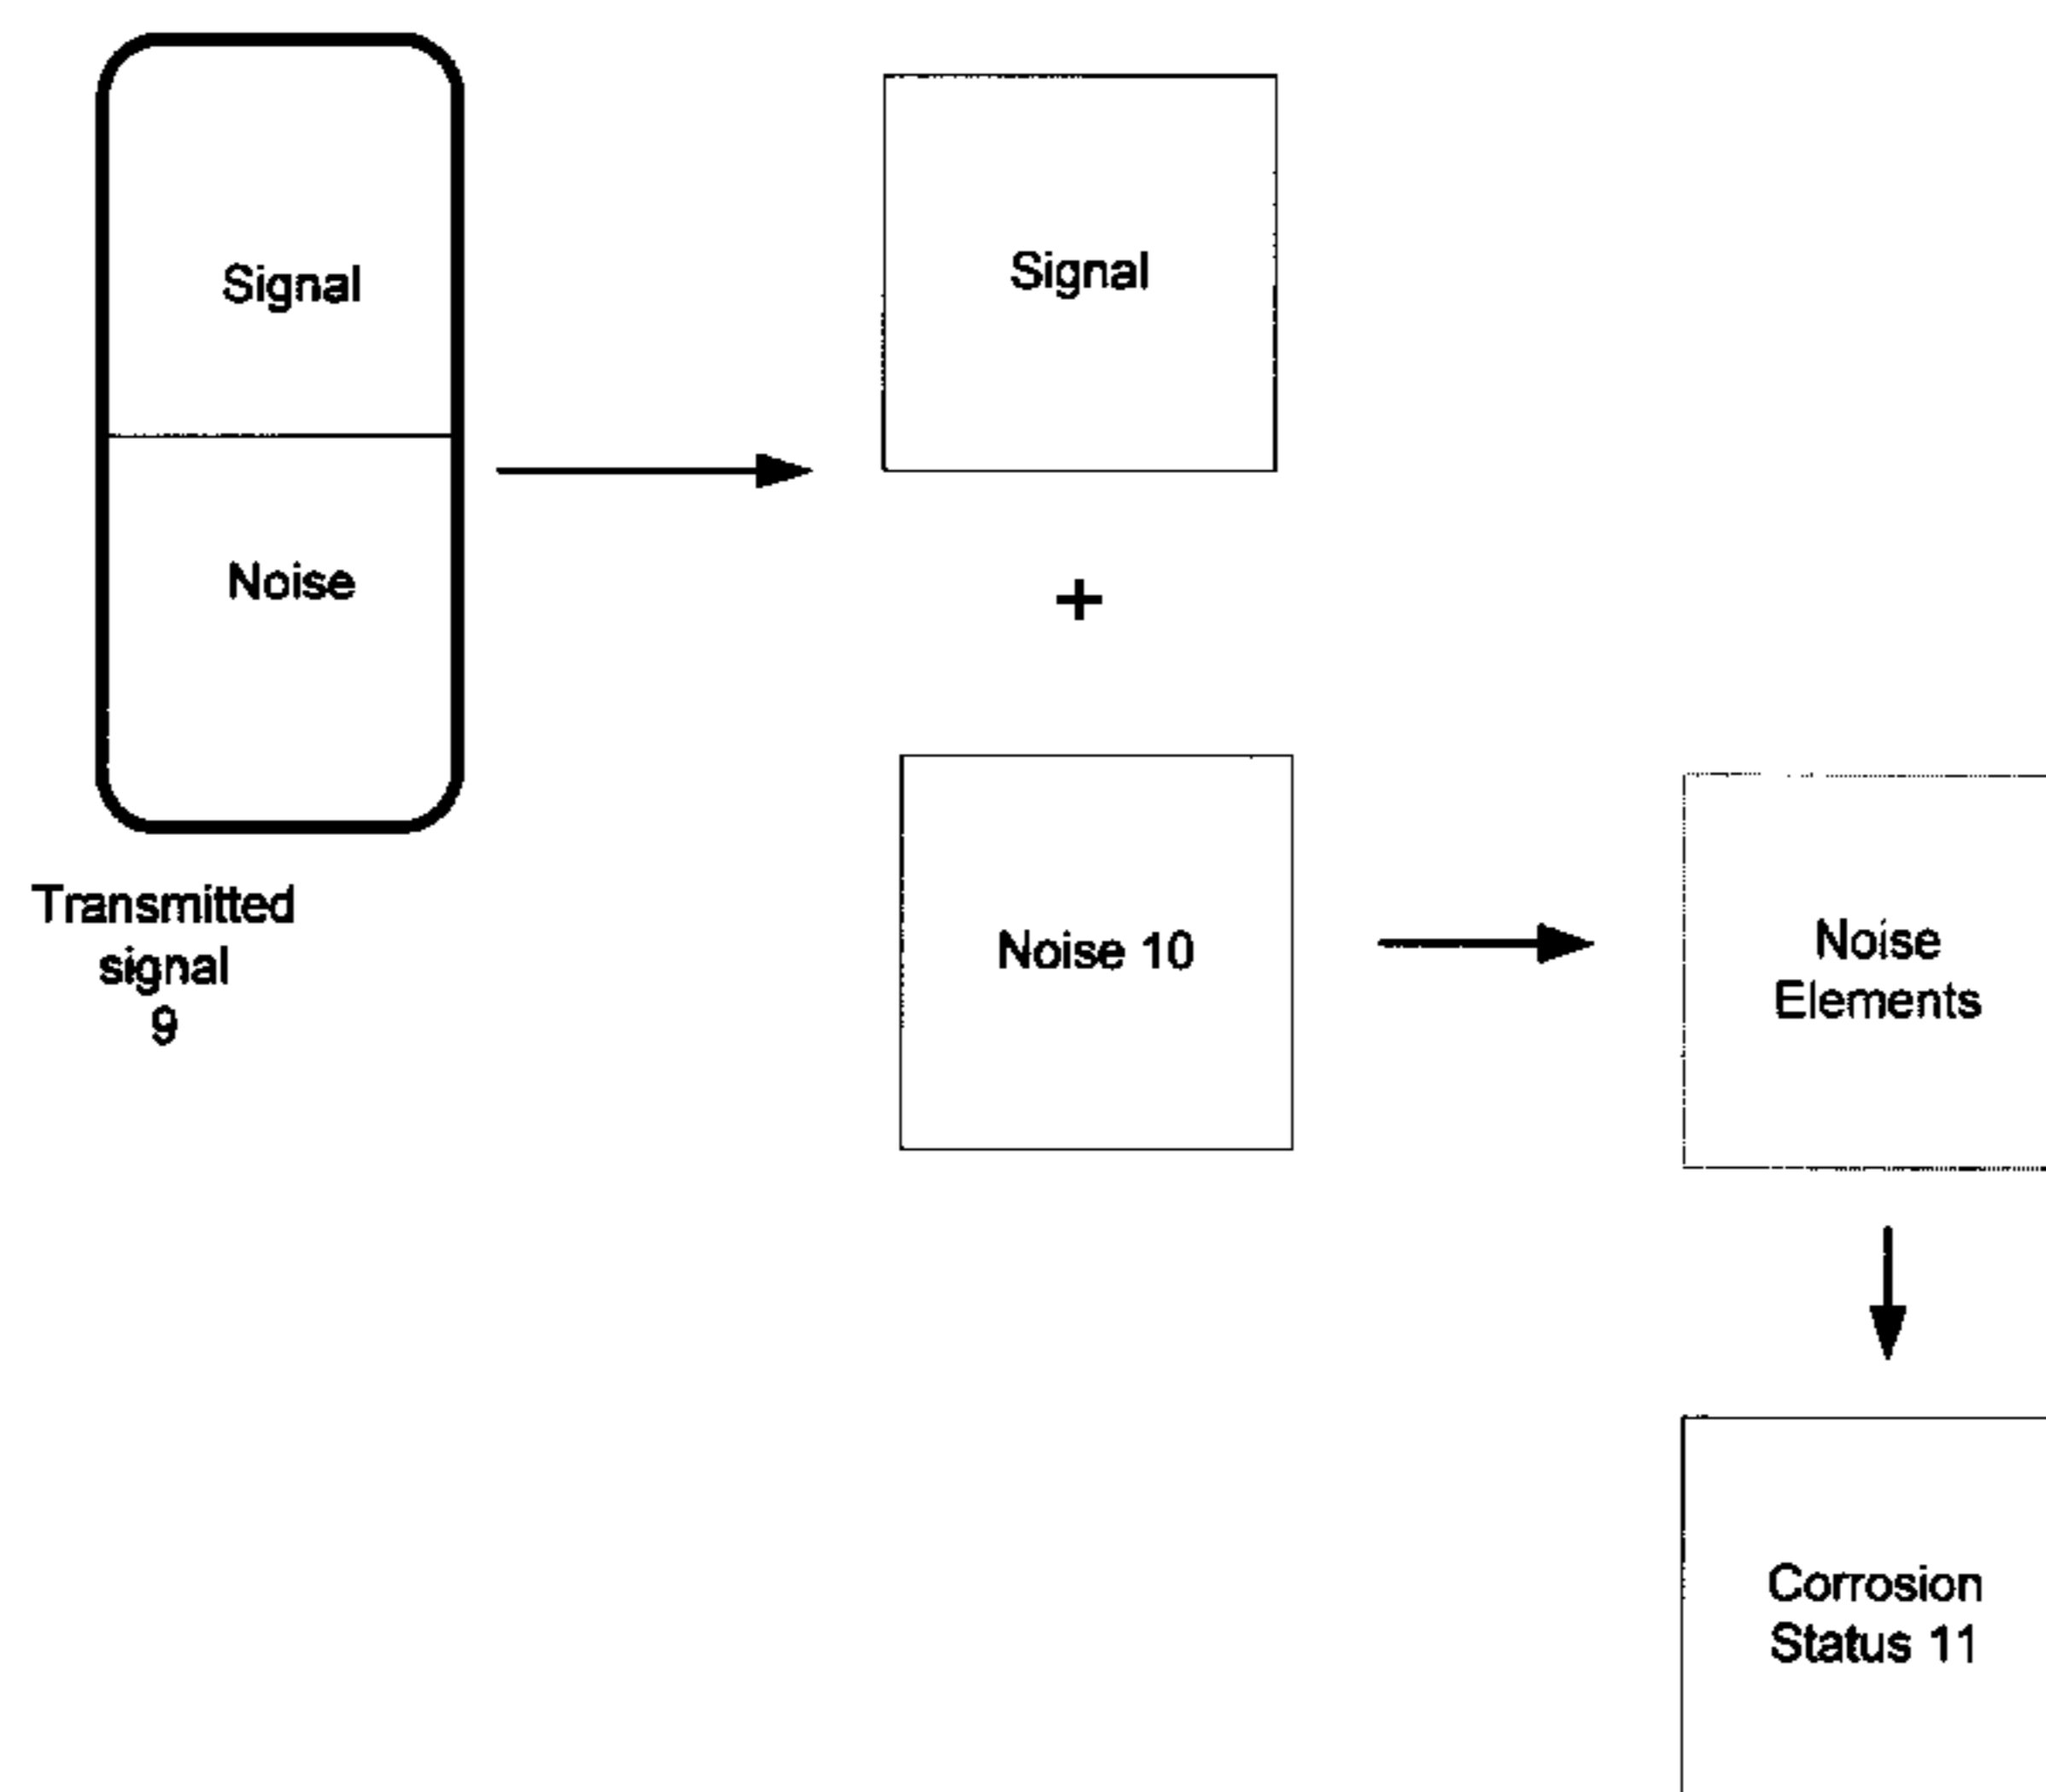 Signal
Noise
Transmitted
signal
9
Signal
+
Noise 10
Noise
Elements
Corrosion
Status 11